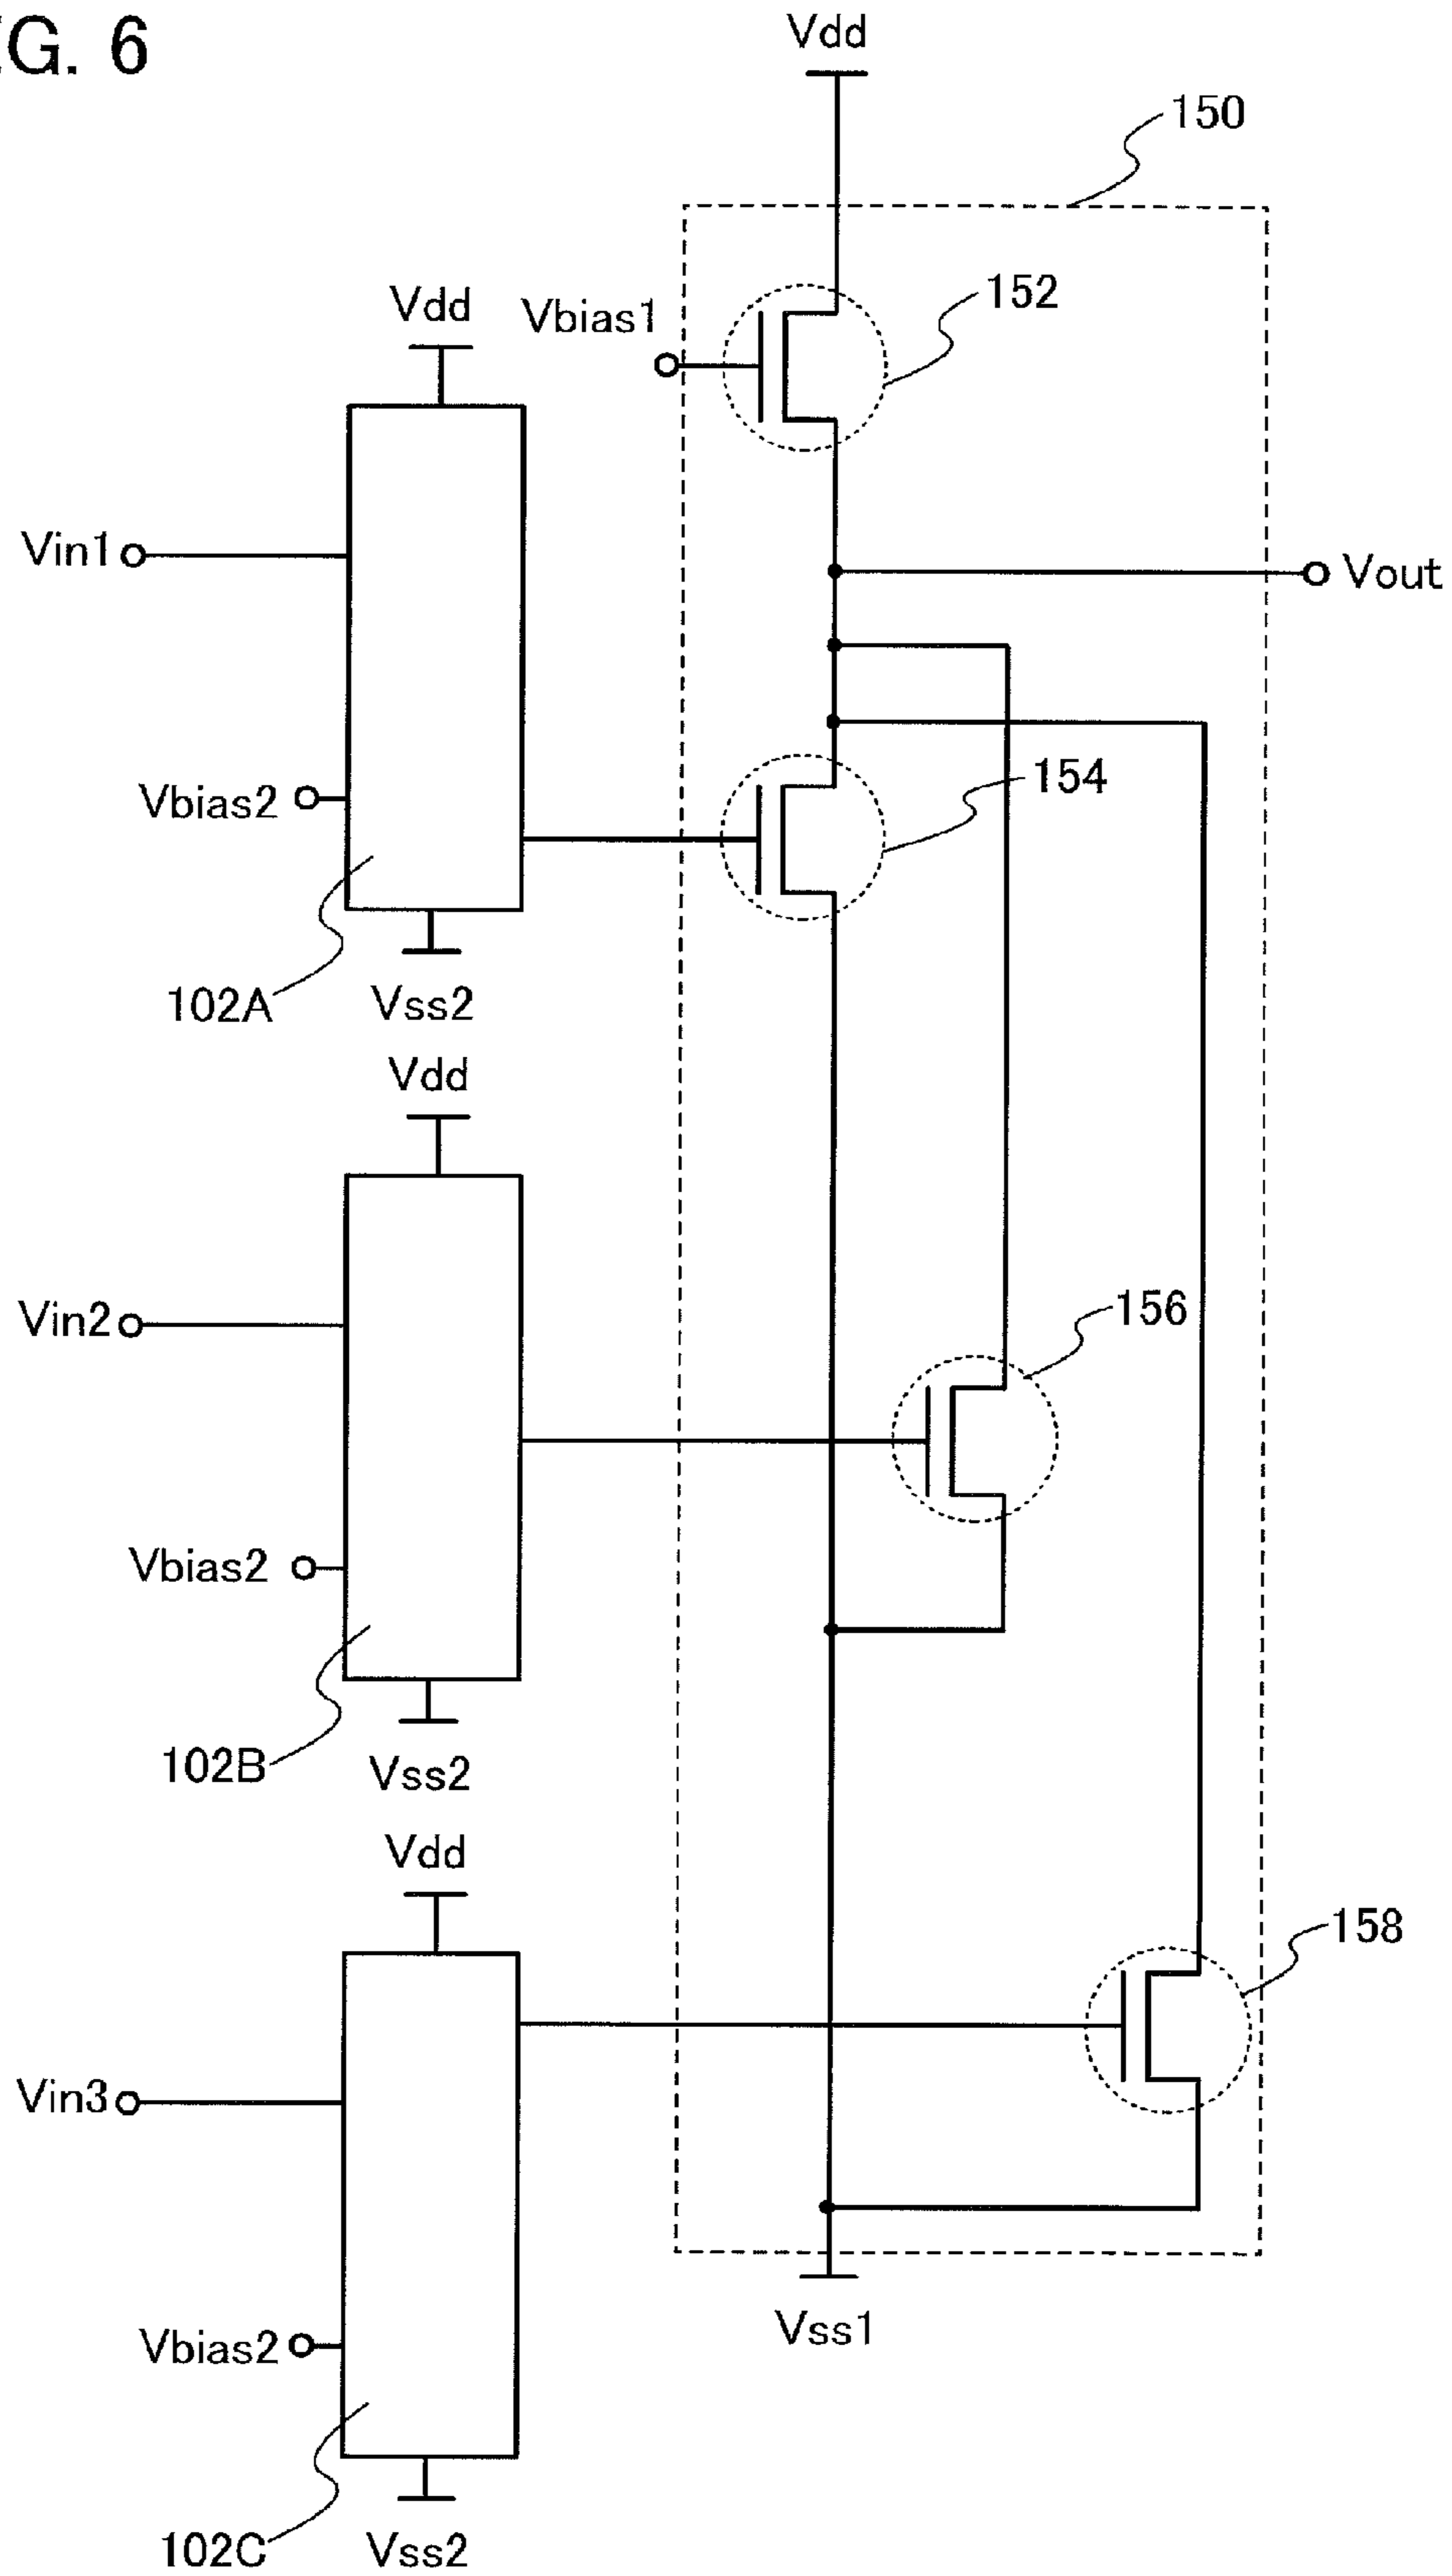 G. 6
Vdd
150
152
Vdd
Vbias1
Vin1
Vout
154
Vbias2
102A
Vss2
Vdd
156
Vin2
Vbias2
102B
Vss2
Vdd
158
Vin3
Vss1
Vbias2
102C
Vss2